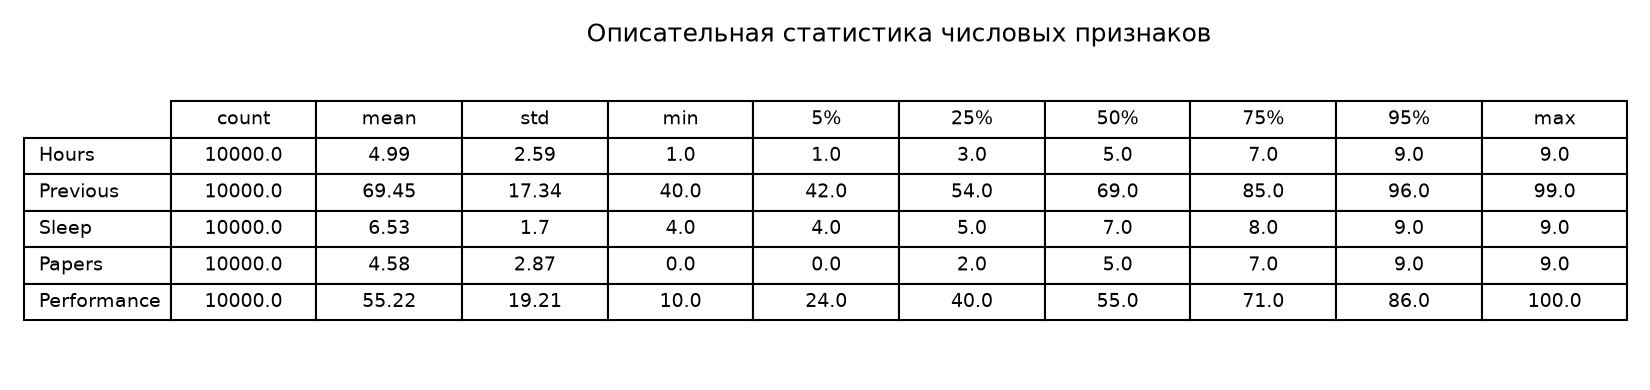 Описательная статистика числовых признаков
count mean std min 5% 25% 50% 75% 95% max
Hours 10000.0 4.99 2.59 1.0 1.0 3.0 5.0 7.0 9.0 9.0
Previous 10000.0 69.45 17.34 40.0 42.0 54.0 69.0 85.0 96.0 99.0
Sleep 10000.0 6.53 1.7 4.0 4.0 5.0 7.0 8.0 9.0 9.0
Papers 10000.0 4.58 2.87 0.0 0.0 2.0 5.0 7.0 9.0 9.0
Performance 10000.0 55.22 19.21 10.0 24.0 40.0 55.0 71.0 86.0 100.0